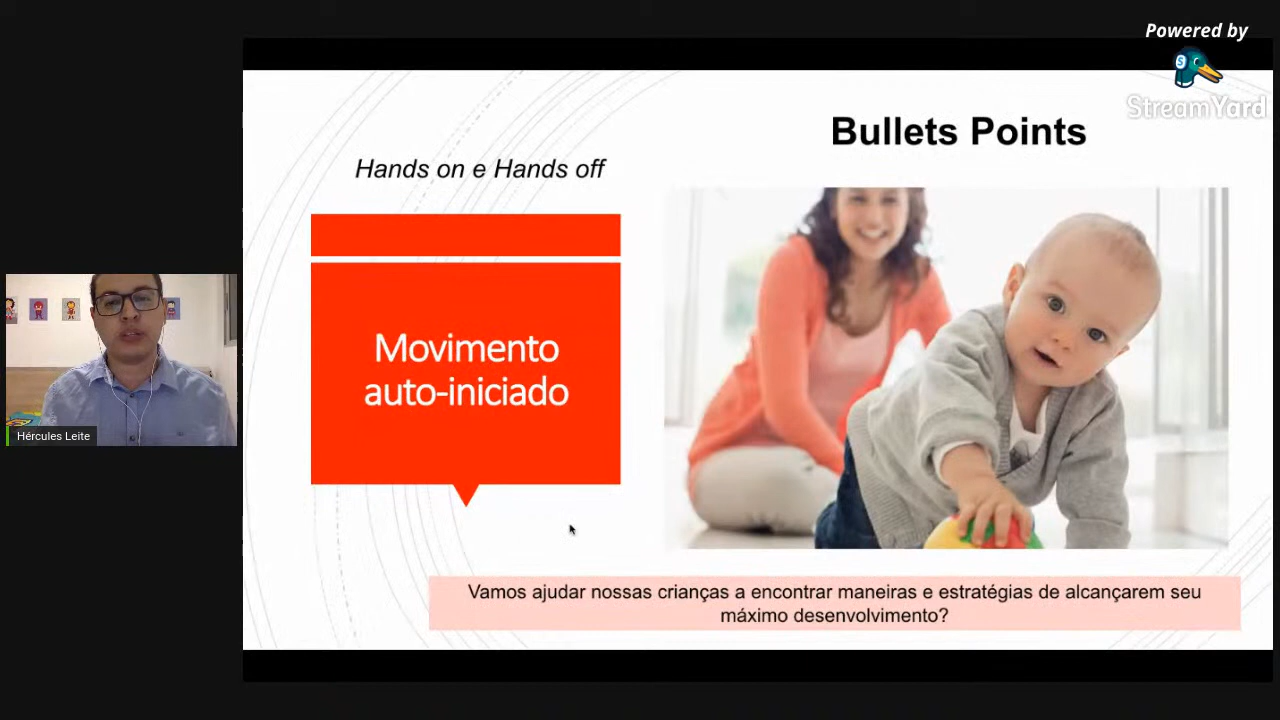 Powered by
StreamYard
Bullets Points
Hands on e Hands off
Movimento
auto-iniciado
Hércules Leite
Vamos ajudar nossas crianças a encontrar maneiras e estratégias de alcançarem seu
máximo desenvolvimento?